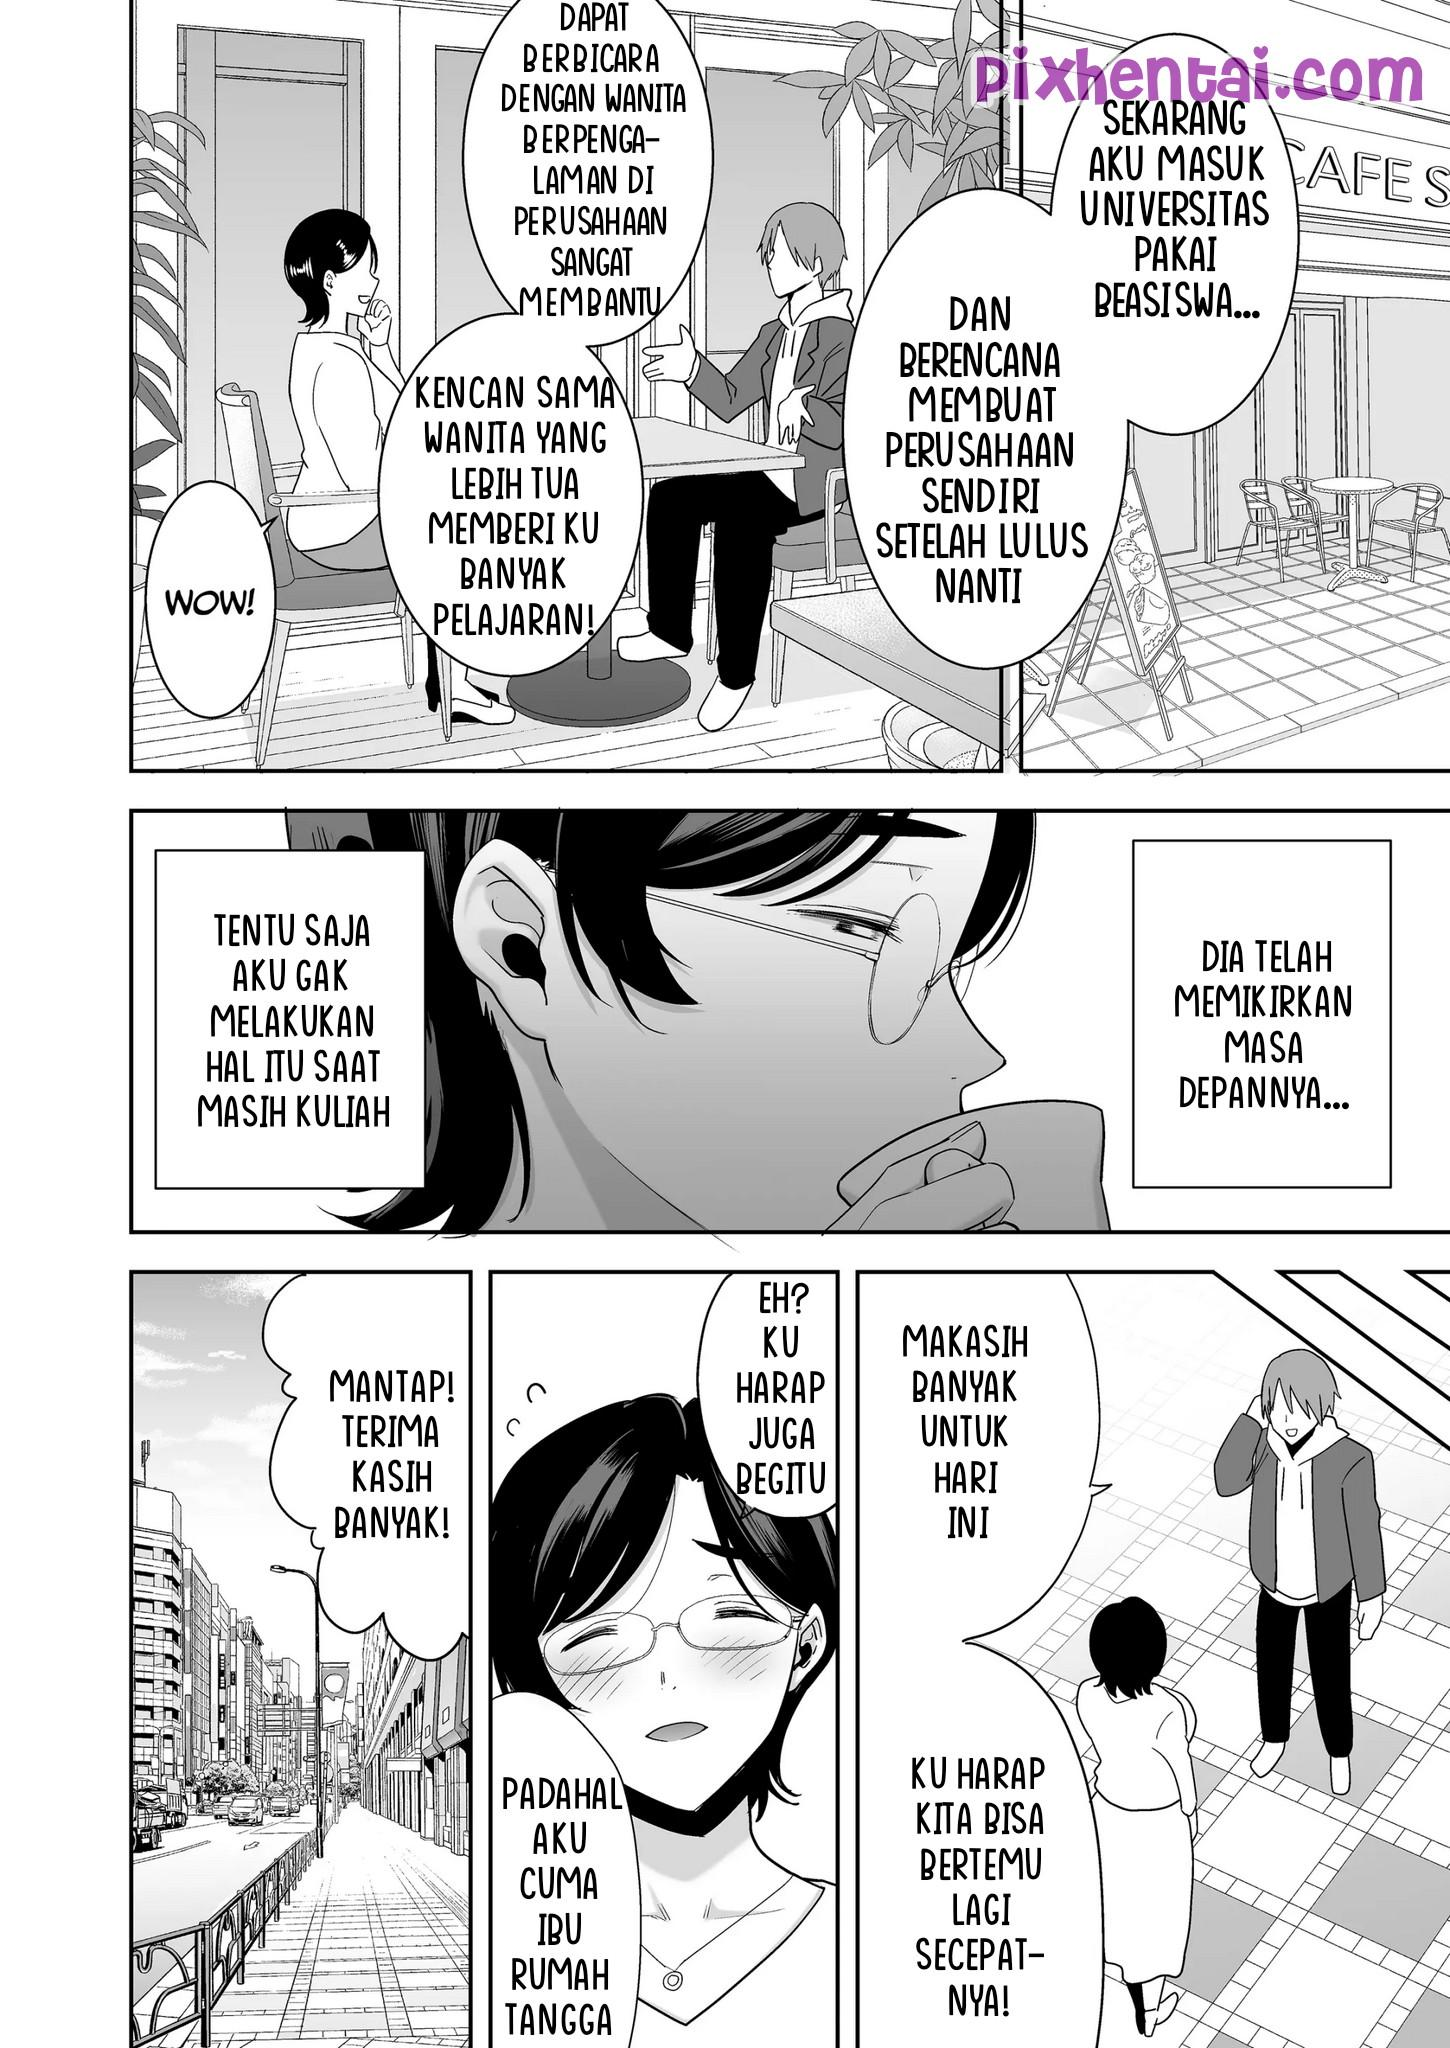 pixhentai.com
CAFE S
SEKARANG
AKU MASUK
UNIVERSITAS
PAKAI
BEASISWA...
DAN
BERENCANA
MEMBUAT
PERUSAHAAN
SENDIRI
SETELAH LULUS
NANTI
DAPAT
BERBICARA
DENGAN WANITA
BERPENGA-
LAMAN DI
PERUSAHAAN
SANGAT
MEMBANTU
KENCAN SAMA
WANITA YANG
LEBIH TUA
MEMBERI KU
BANYAK
PELAJARAN!
WOW!
DIA TELAH
MEMIKIRKAN
MASA
DEPANNYA...
TENTU SAJA
AKU GAK
MELAKUKAN
HAL ITU SAAT
MASIH KULIAH
MAKASIH
BANYAK
UNTUK
HARI
INI
KU HARAP
KITA BISA
BERTEMU
LAGI
SECEPAT-
NYA!
EH?
KU
HARAP
JUGA
BEGITU
PADAHAL
AKU
CUMA
IBU
RUMAH
TANGGA
MANTAP!
TERIMA
KASIH
BANYAK!